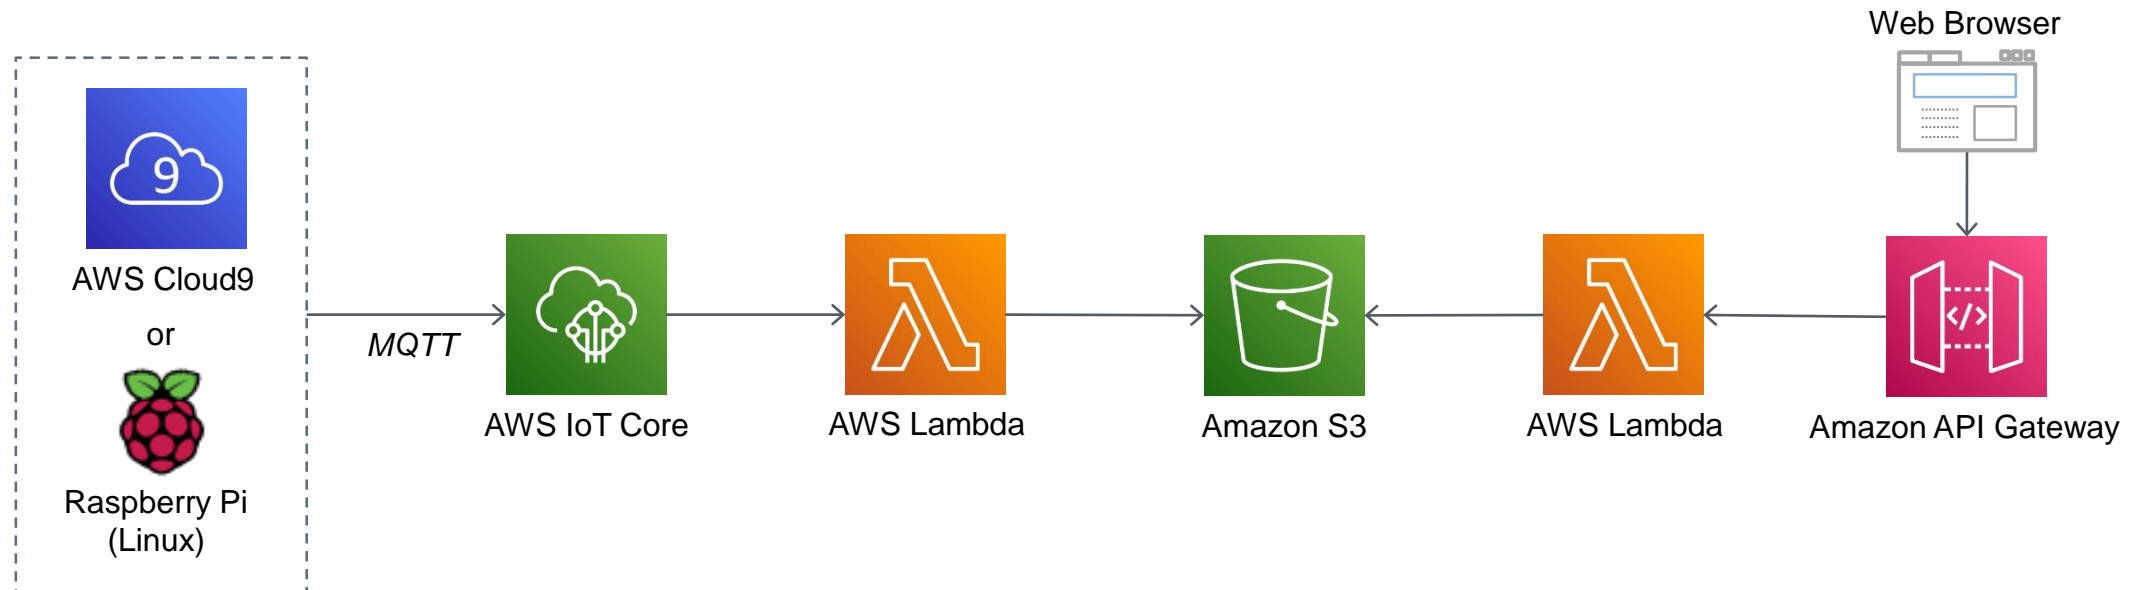 Web Browser
9
AWS Cloud9
or
MQTT
</>
Raspberry Pi
(Linux)
AWS IoT Core
AWS Lambda
Amazon S3
AWS Lambda
Amazon API Gateway